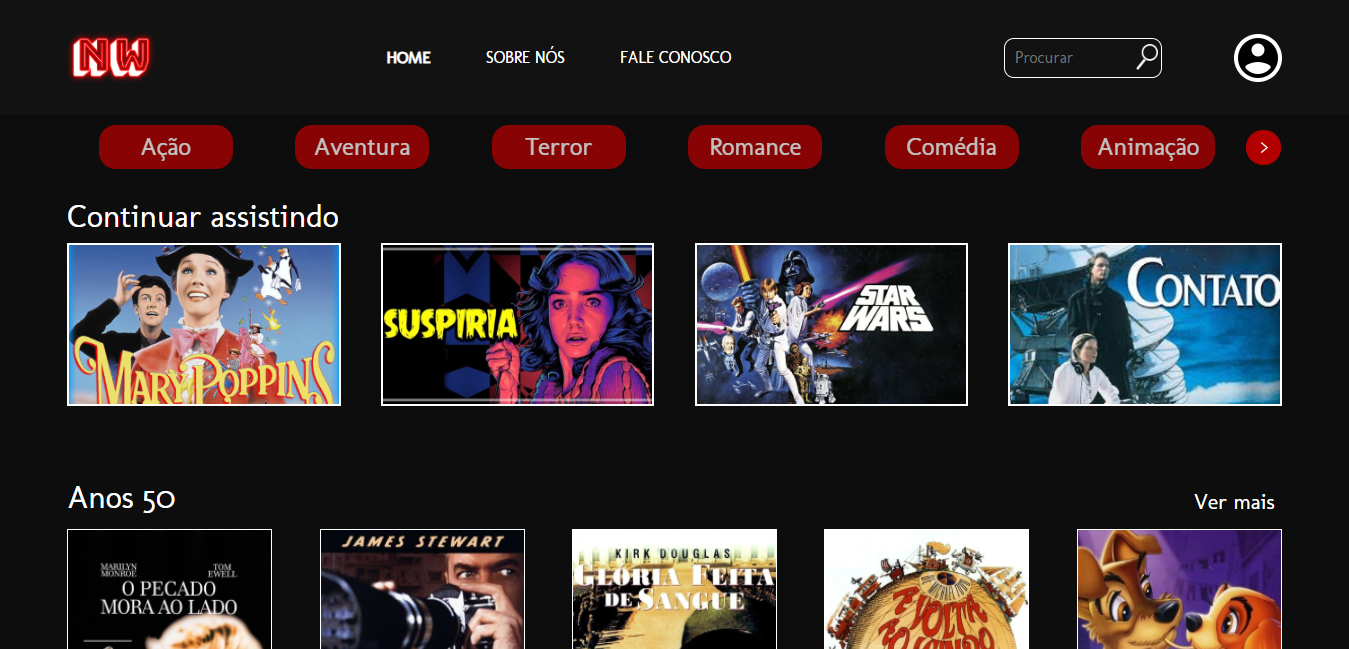 NW
HOME
SOBRE NÓS
FALE CONOSCO
Procurar
Ação
Aventura
Terror
Romance
Comédia
Animação
>
Continuar assistindo
MARY POPPINS
SUSPIRIA
STAR
WARS
CONTATO
Anos 50
Ver mais
MARILYN
MONROE
TOM
EWELL
O PECADO
MORA AO LADO
JAMES STEWART
KIRK DOUGLAS
GLÓRIA FEITA
DE SANGUE
A VOLTA
AO MUNDO